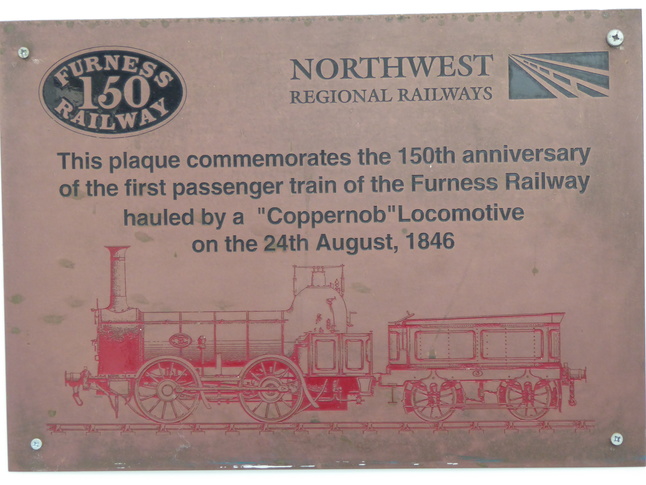 FURNESS
150
RAILWAY
NORTHWEST
REGIONAL RAILWAYS
This plaque commemorates the 150th anniversary
of the first passenger train of the Furness Railway
hauled by a "Coppernob"Locomotive
on the 24th August, 1846